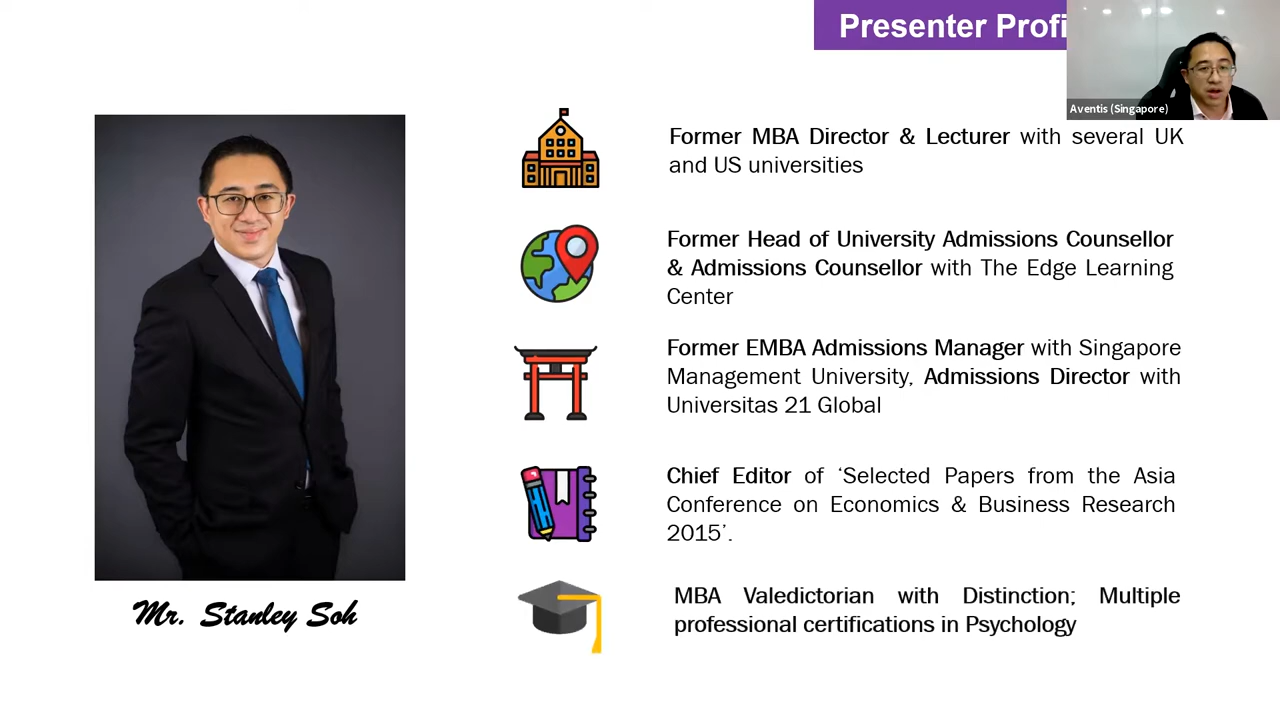 Presenter Profi
Aventis (Singapore)
Former MBA Director & Lecturer with several UK
and US universities
Former Head of University Admissions Counsellor
& Admissions Counsellor with The Edge Learning
Center
Former EMBA Admissions Manager with Singapore
Management University, Admissions Director with
Universitas 21 Global
Chief Editor of ‘Selected Papers from the Asia
Conference on Economics & Business Research
2015’.
MBA Valedictorian with Distinction; Multiple
professional certifications in Psychology
Mr. Stanley Soh